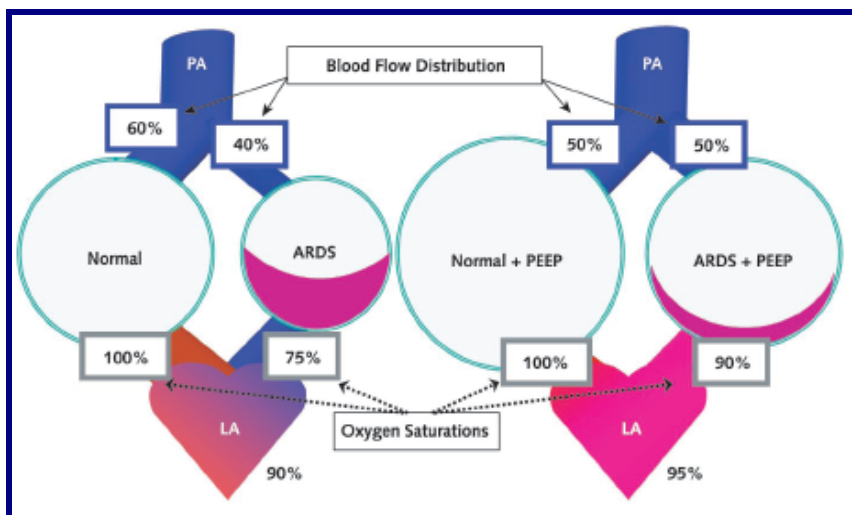 PA
Blood Flow Distribution
PA
60%
40%
50%
50%
Normal
ARDS
Normal + PEEP
ARDS + PEEP
100%
75%
100%
90%
LA
Oxygen Saturations
LA
90%
95%